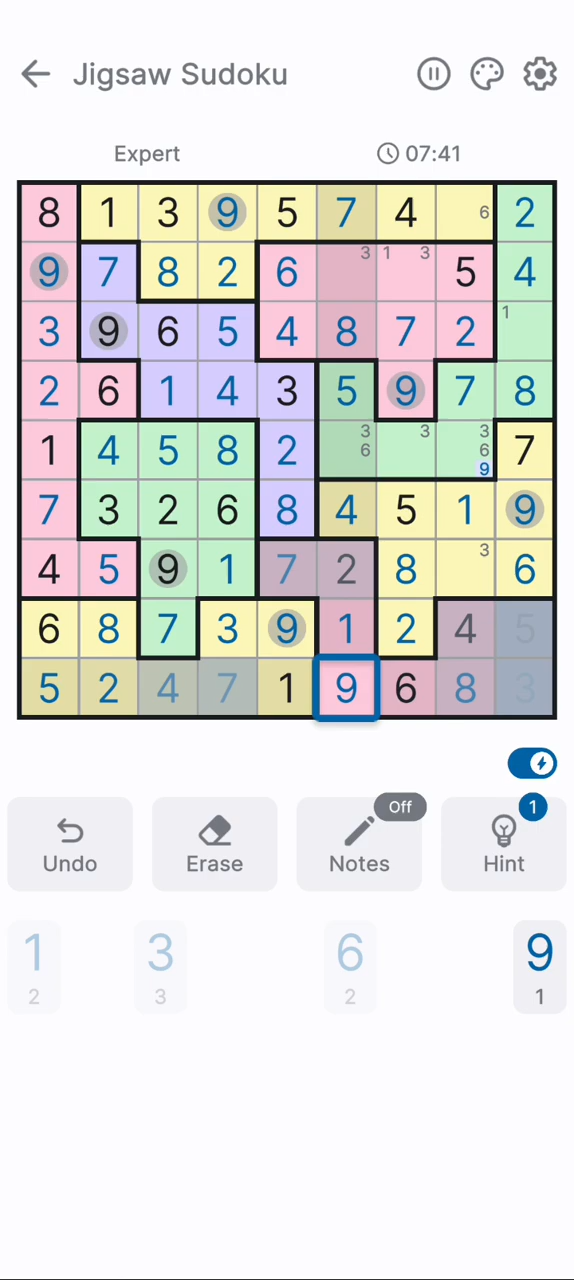 Jigsaw Sudoku
Expert 07:41
8 1 3 9 5 7 4 6 2
9 7 8 2 6 3 1 3 5 4
3 9 6 5 4 8 7 2 1
2 6 1 4 3 5 9 7 8
1 4 5 8 2 3 6 3 3 6 9 7
7 3 2 6 8 4 5 1 9
4 5 9 1 7 2 8 3 6
6 8 7 3 9 1 2 4 5
5 2 4 7 1 9 6 8 3
Off 1
Undo Erase Notes Hint
1 3 6 9
2 3 2 1